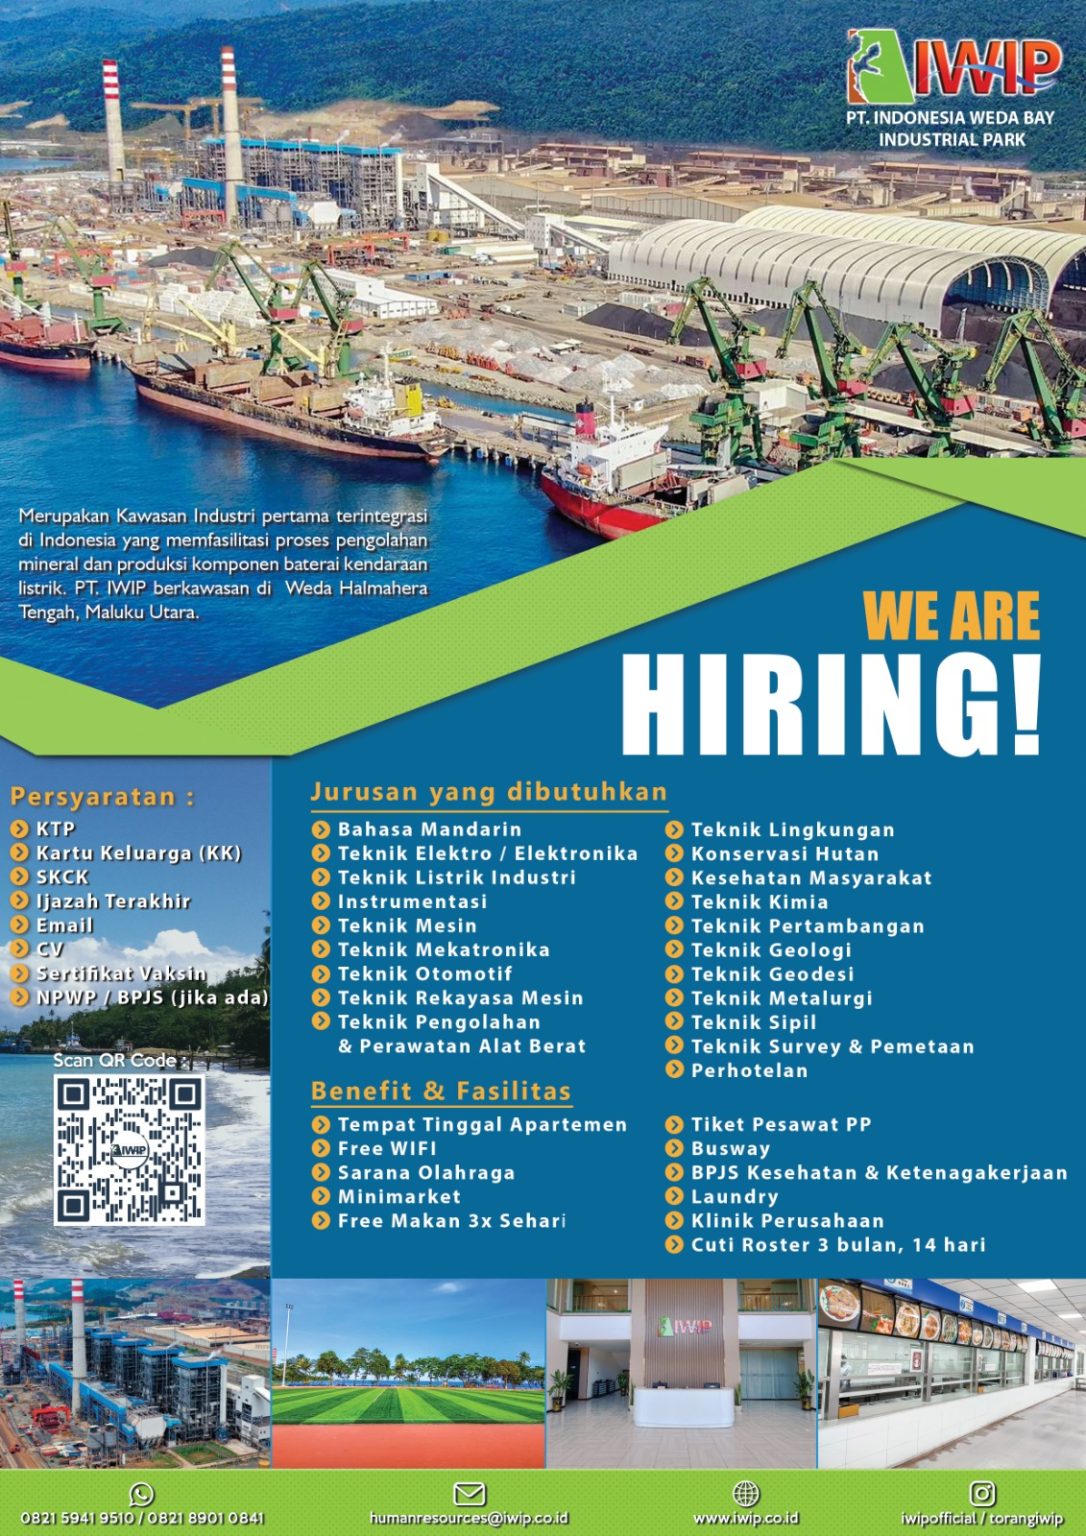 IWIP
PT. INDONESIA WEDA BAY
INDUSTRIAL PARK
Merupakan Kawasan Industri pertama terintegrasi
di Indonesia yang memfasilitasi proses pengolahan
mineral dan produksi komponen baterai kendaraan
listrik. PT. IWIP berkawasan di Weda Halmahera
Tengah, Maluku Utara.
WE ARE
HIRING!
Persyaratan :
KTP
Kartu Keluarga (KK)
SKCK
Ijazah Terakhir
Email
CV
Sertifikat Vaksin
NPWP / BPJS (jika ada)
Scan QR Code :
IWIP
Jurusan yang dibutuhkan
Bahasa Mandarin
Teknik Elektro / Elektronika
Teknik Listrik Industri
Instrumentasi
Teknik Mesin
Teknik Mekatronika
Teknik Otomotif
Teknik Rekayasa Mesin
Teknik Pengolahan
& Perawatan Alat Berat
Teknik Lingkungan
Konservasi Hutan
Kesehatan Masyarakat
Teknik Kimia
Teknik Pertambangan
Teknik Geologi
Teknik Geodesi
Teknik Metalurgi
Teknik Sipil
Teknik Survey & Pemetaan
Perhotelan
Benefit & Fasilitas
Tempat Tinggal Apartemen
Free WIFI
Sarana Olahraga
Minimarket
Free Makan 3x Sehari
Tiket Pesawat PP
Busway
BPJS Kesehatan & Ketenagakerjaan
Laundry
Klinik Perusahaan
Cuti Roster 3 bulan, 14 hari
IWIP
0821 5941 9510 / 0821 8901 0841
humanresources@iwip.co.id
www.iwip.co.id
iwipofficial / torangiwip